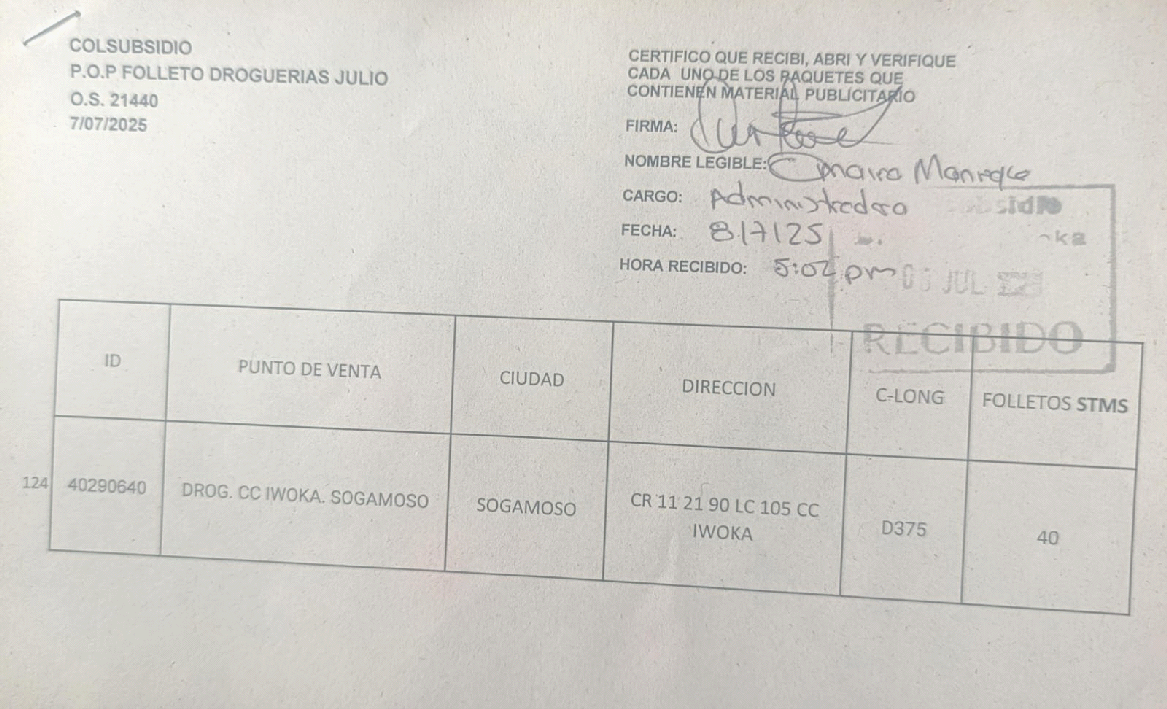 COLSUBSIDIO
P.O.P FOLLETO DROGUERIAS JULIO
O.S. 21440
7/07/2025
CERTIFICO QUE RECIBI, ABRI Y VERIFIQUE
CADA UNO DE LOS PAQUETES QUE
CONTIENEN MATERIAL PUBLICITARIO
FIRMA:
NOMBRE LEGIBLE: Omaira Manrique
CARGO: Administradora
FECHA: 8/7/25
HORA RECIBIDO: 5:02 pm
JUL
RECIBIDO
ID PUNTO DE VENTA CIUDAD DIRECCION C-LONG FOLLETOS STMS
124 40290640 DROG. CC IWOKA. SOGAMOSO SOGAMOSO CR 11 21 90 LC 105 CC IWOKA D375 40